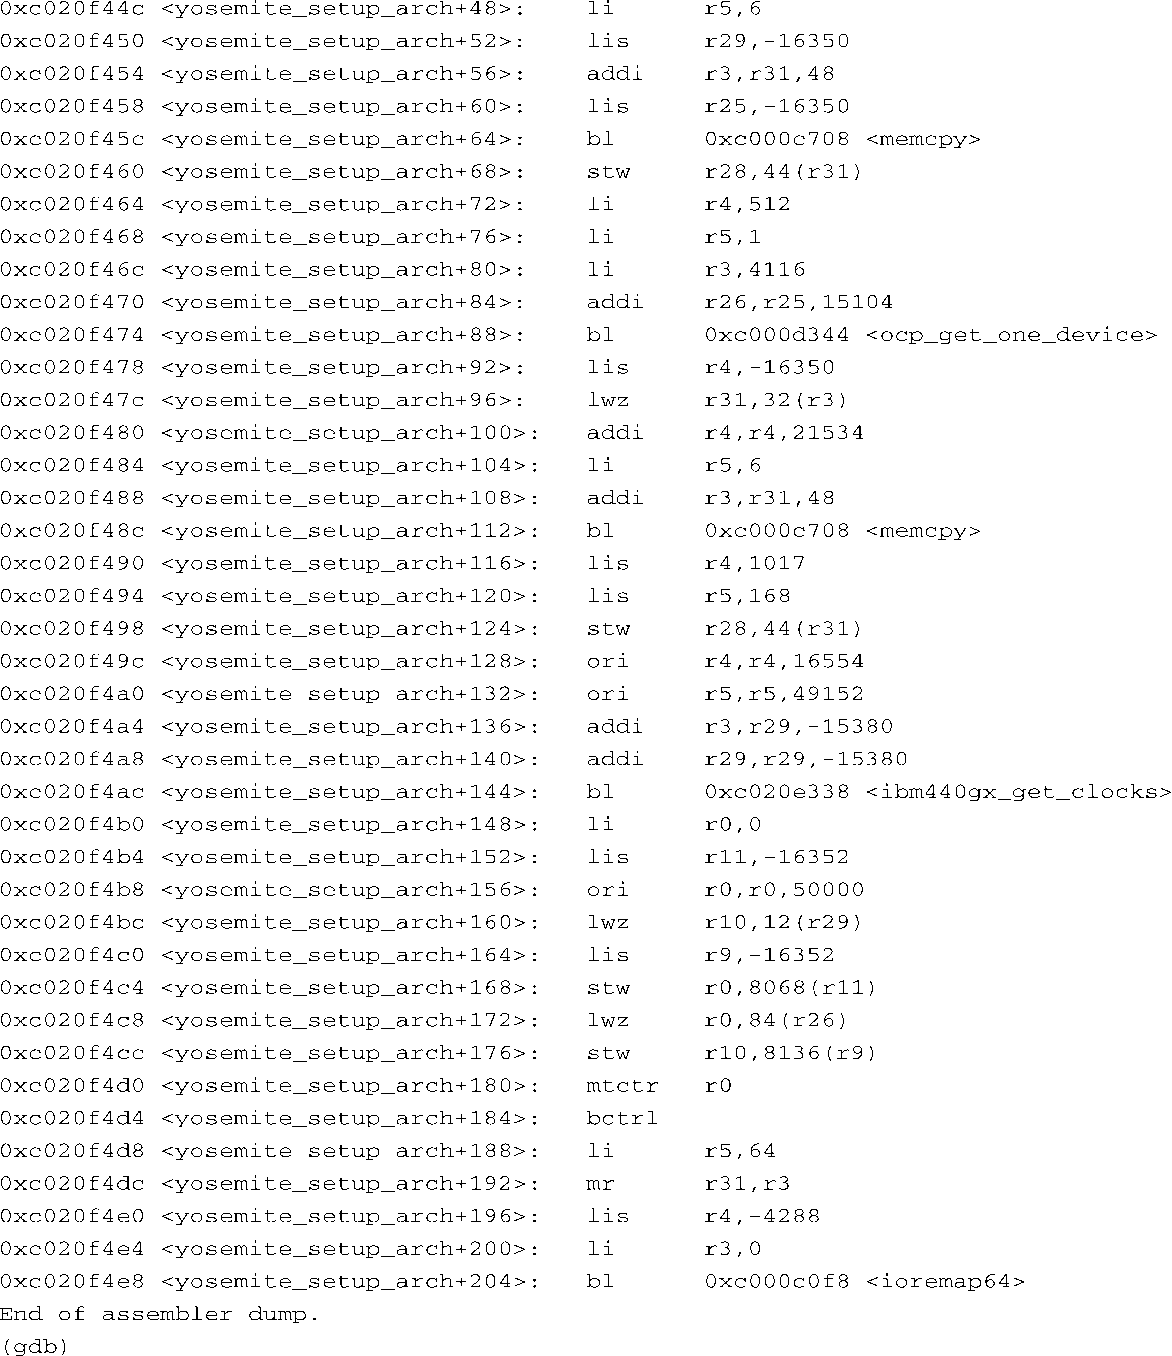 0xc020f44c <yosemite_setup_arch+48>: li r5,6
0xc020f450 <yosemite_setup_arch+52>: lis r29,-16350
0xc020f454 <yosemite_setup_arch+56>: addi r3,r31,48
0xc020f458 <yosemite_setup_arch+60>: lis r25,-16350
0xc020f45c <yosemite_setup_arch+64>: bl 0xc000c708 <memcpy>
0xc020f460 <yosemite_setup_arch+68>: stw r28,44(r31)
0xc020f464 <yosemite_setup_arch+72>: li r4,512
0xc020f468 <yosemite_setup_arch+76>: li r5,1
0xc020f46c <yosemite_setup_arch+80>: li r3,4116
0xc020f470 <yosemite_setup_arch+84>: addi r26,r25,15104
0xc020f474 <yosemite_setup_arch+88>: bl 0xc000d344 <ocp_get_one_device>
0xc020f478 <yosemite_setup_arch+92>: lis r4,-16350
0xc020f47c <yosemite_setup_arch+96>: lwz r31,32(r3)
0xc020f480 <yosemite_setup_arch+100>: addi r4,r4,21534
0xc020f484 <yosemite_setup_arch+104>: li r5,6
0xc020f488 <yosemite_setup_arch+108>: addi r3,r31,48
0xc020f48c <yosemite_setup_arch+112>: bl 0xc000c708 <memcpy>
0xc020f490 <yosemite_setup_arch+116>: lis r4,1017
0xc020f494 <yosemite_setup_arch+120>: lis r5,168
0xc020f498 <yosemite_setup_arch+124>: stw r28,44(r31)
0xc020f49c <yosemite_setup_arch+128>: ori r4,r4,16554
0xc020f4a0 <yosemite setup arch+132>: ori r5,r5,49152
0xc020f4a4 <yosemite_setup_arch+136>: addi r3,r29,-15380
0xc020f4a8 <yosemite_setup_arch+140>: addi r29,r29,-15380
0xc020f4ac <yosemite_setup_arch+144>: bl 0xc020e338 <ibm440gx_get_clocks>
0xc020f4b0 <yosemite_setup_arch+148>: li r0,0
0xc020f4b4 <yosemite_setup_arch+152>: lis r11,-16352
0xc020f4b8 <yosemite_setup_arch+156>: ori r0,r0,50000
0xc020f4bc <yosemite_setup_arch+160>: lwz r10,12(r29)
0xc020f4c0 <yosemite_setup_arch+164>: lis r9,-16352
0xc020f4c4 <yosemite_setup_arch+168>: stw r0,8068(r11)
0xc020f4c8 <yosemite_setup_arch+172>: lwz r0,84(r26)
0xc020f4cc <yosemite_setup_arch+176>: stw r10,8136(r9)
0xc020f4d0 <yosemite_setup_arch+180>: mtctr r0
0xc020f4d4 <yosemite_setup_arch+184>: bctrl
0xc020f4d8 <yosemite setup arch+188>: li r5,64
0xc020f4dc <yosemite_setup_arch+192>: mr r31,r3
0xc020f4e0 <yosemite_setup_arch+196>: lis r4,-4288
0xc020f4e4 <yosemite_setup_arch+200>: li r3,0
0xc020f4e8 <yosemite_setup_arch+204>: bl 0xc000c0f8 <ioremap64>
End of assembler dump.
(gdb)